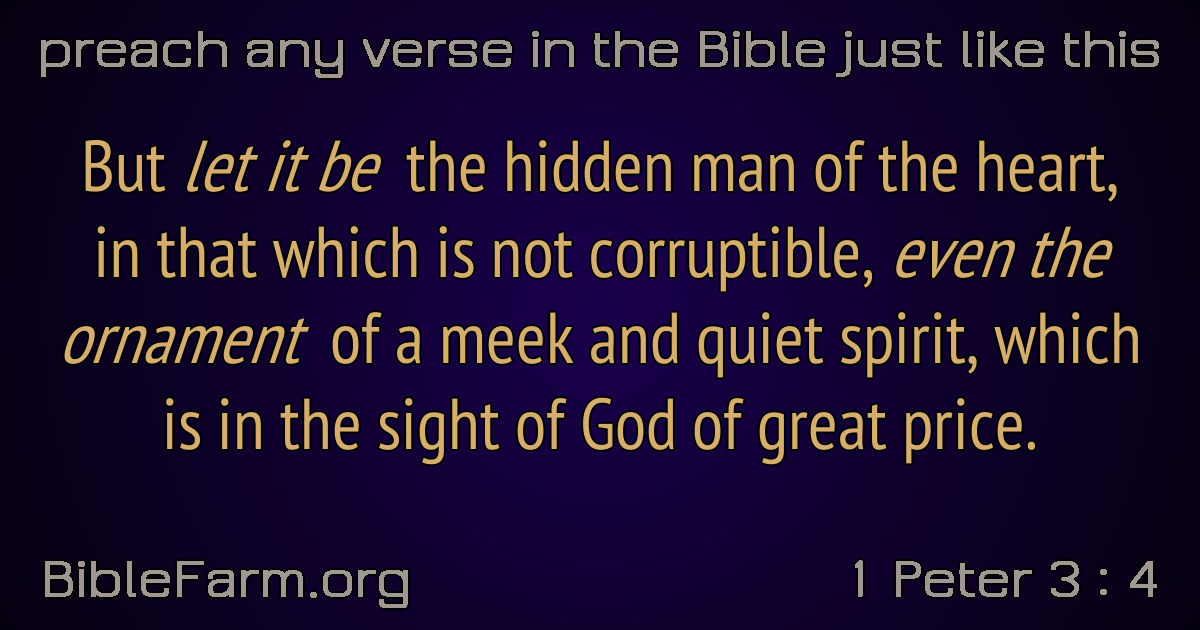 preach any verse in the Bible just like this
But let it be the hidden man of the heart,
in that which is not corruptible, even the
ornament of a meek and quiet spirit, which
is in the sight of God of great price.
BibleFarm.org
1 Peter 3 : 4